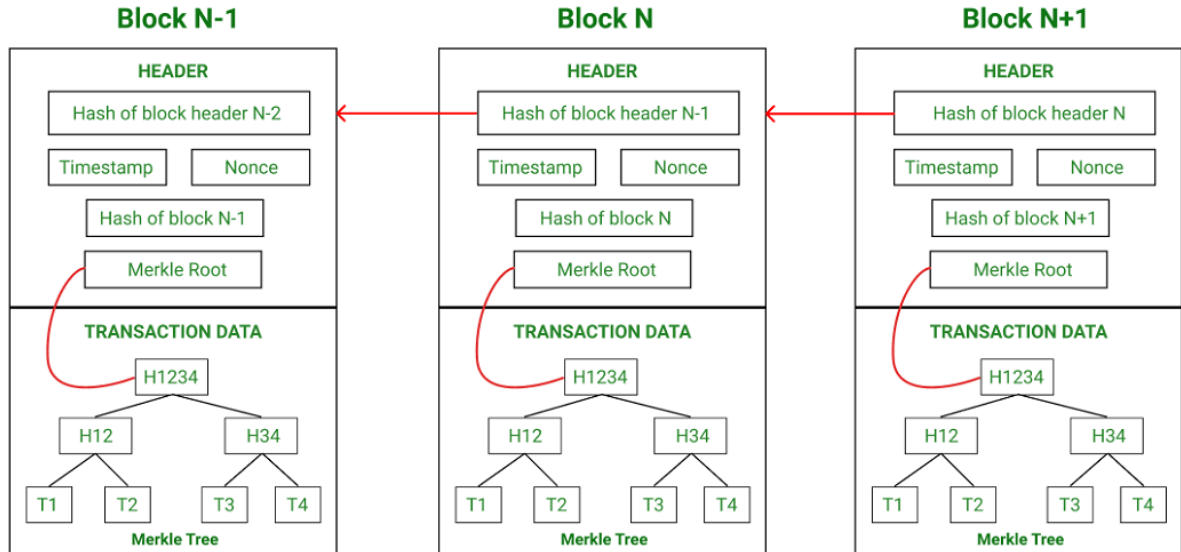 Block N-1
HEADER
Hash of block header N-2
Timestamp
Nonce
Hash of block N-1
Merkle Root
TRANSACTION DATA
H1234
H12
H34
T1
T2
T3
T4
Merkle Tree
Block N
HEADER
Hash of block header N-1
Timestamp
Nonce
Hash of block N
Merkle Root
TRANSACTION DATA
H1234
H12
H34
T1
T2
T3
T4
Merkle Tree
Block N+1
HEADER
Hash of block header N
Timestamp
Nonce
Hash of block N+1
Merkle Root
TRANSACTION DATA
H1234
H12
H34
T1
T2
T3
T4
Merkle Tree